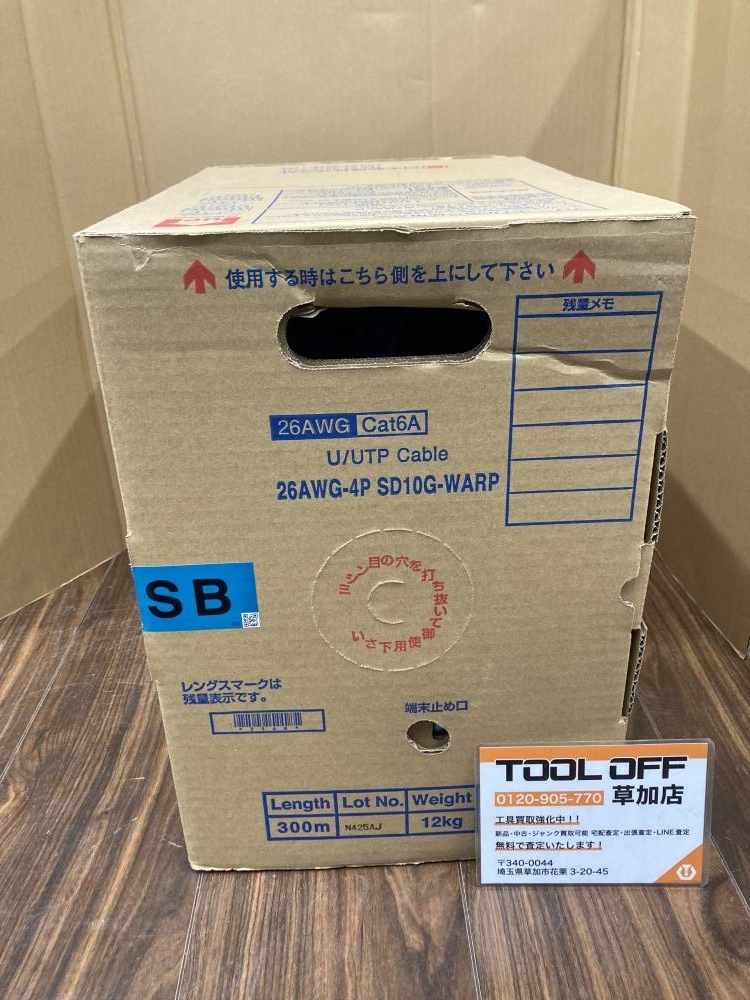 使用する時はこちら側を上にして下さい
残量メモ
26AWG Cat6A
U/UTP Cable
26AWG-4P SD10G-WARP
ミシン目の穴を打ち抜いて御使用下さい
SB
レングスマークは
残量表示です。
端末止め口
Length Lot No. Weight
300m N425AJ 12kg
TOOL OFF
0120-905-770 草加店
工具買取強化中!!
新品・中古・ジャンク買取可能 宅配査定・出張査定・LINE査定
無料で査定いたします!
〒340-0044
埼玉県草加市花栗 3-20-45